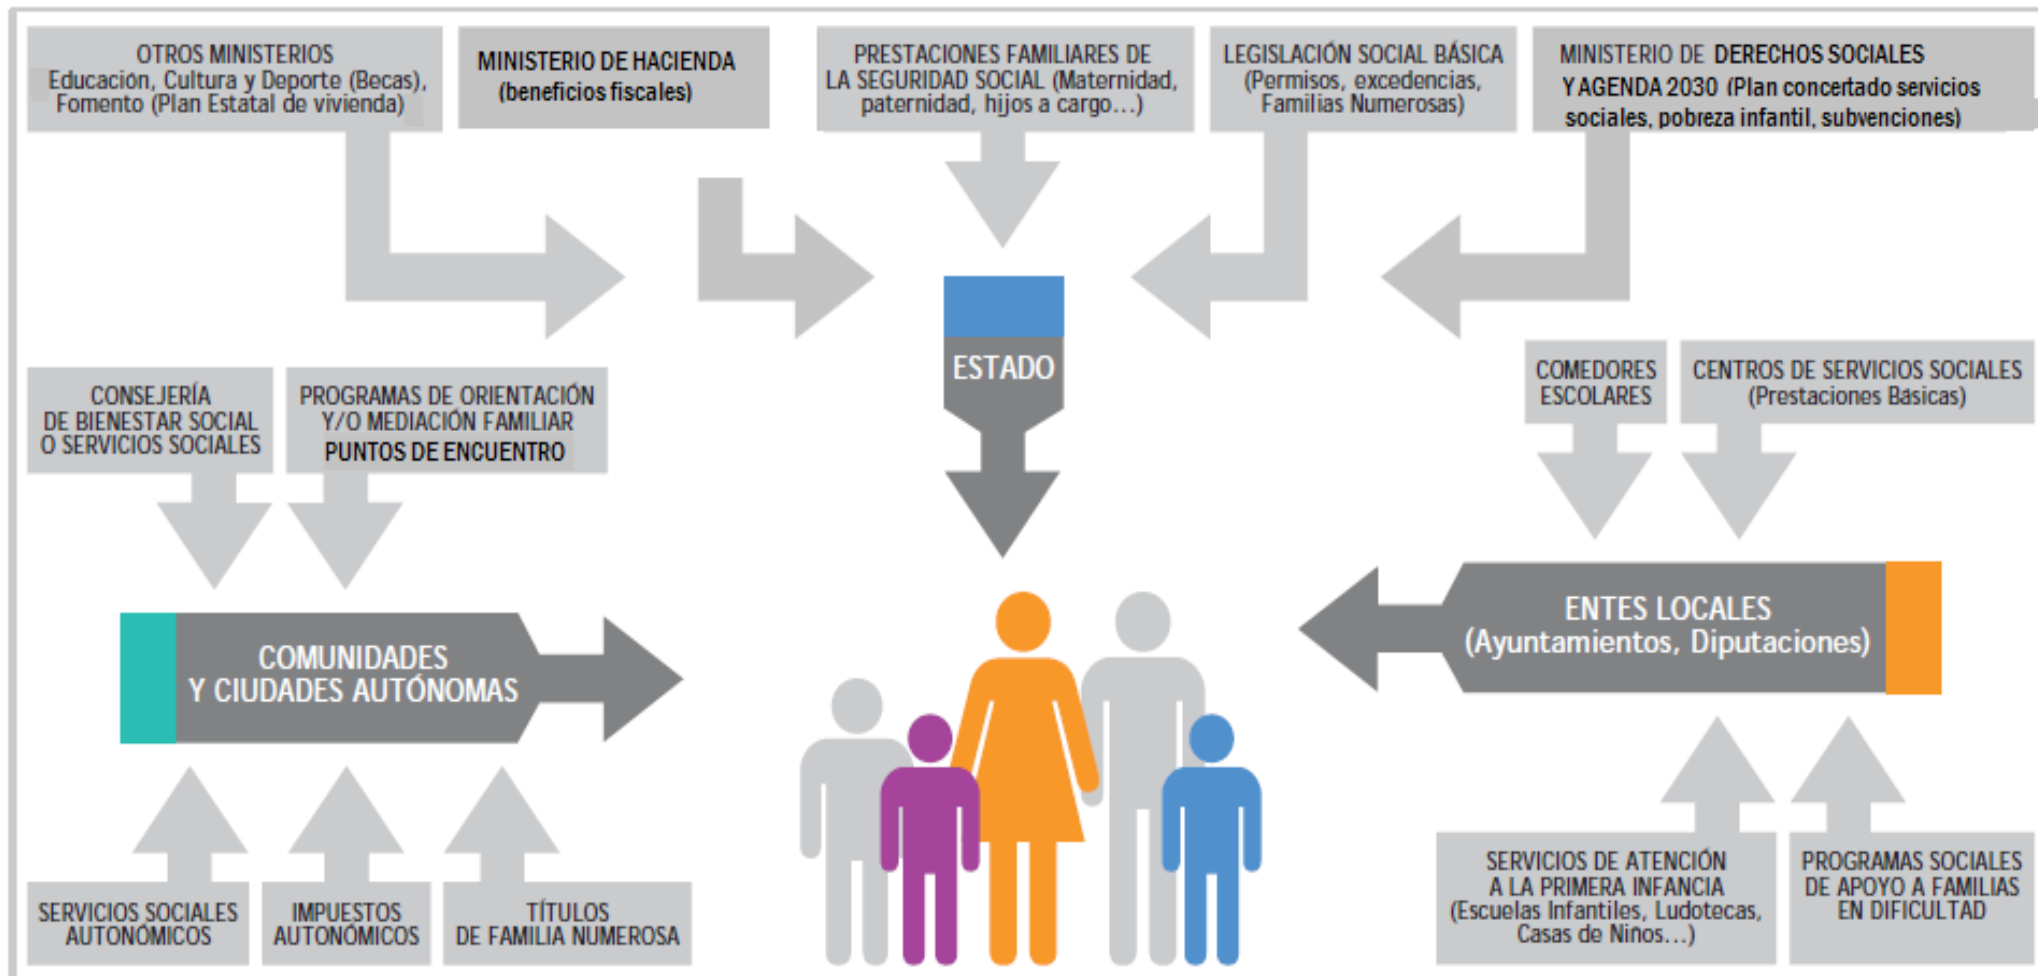 OTROS MINISTERIOS
Educación, Cultura y Deporte (Becas),
Fomento (Plan Estatal de vivienda)
MINISTERIO DE HACIENDA
(beneficios fiscales)
PRESTACIONES FAMILIARES DE
LA SEGURIDAD SOCIAL (Maternidad,
paternidad, hijos a cargo...)
LEGISLACIÓN SOCIAL BÁSICA
(Permisos, excedencias,
Familias Numerosas)
MINISTERIO DE DERECHOS SOCIALES
Y AGENDA 2030 (Plan concertado servicios
sociales, pobreza infantil, subvenciones)
ESTADO
CONSEJERÍA
DE BIENESTAR SOCIAL
O SERVICIOS SOCIALES
PROGRAMAS DE ORIENTACIÓN
Y/O MEDIACIÓN FAMILIAR
PUNTOS DE ENCUENTRO
COMEDORES
ESCOLARES
CENTROS DE SERVICIOS SOCIALES
(Prestaciones Básicas)
COMUNIDADES
Y CIUDADES AUTÓNOMAS
ENTES LOCALES
(Ayuntamientos, Diputaciones)
SERVICIOS SOCIALES
AUTONÓMICOS
IMPUESTOS
AUTONÓMICOS
TÍTULOS
DE FAMILIA NUMEROSA
SERVICIOS DE ATENCIÓN
A LA PRIMERA INFANCIA
(Escuelas Infantiles, Ludotecas,
Casas de Niños...)
PROGRAMAS SOCIALES
DE APOYO A FAMILIAS
EN DIFICULTAD